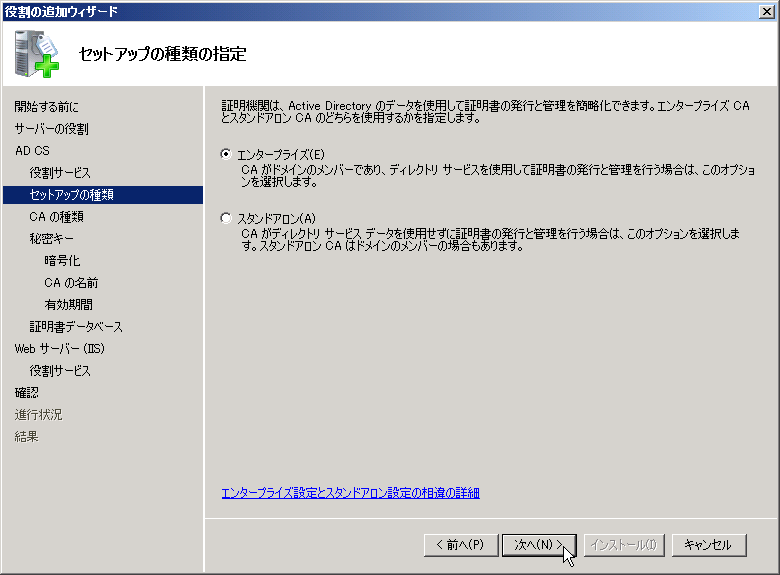 役割の追加ウィザード
セットアップの種類の指定
開始する前に
サーバーの役割
AD CS
役割サービス
セットアップの種類
CA の種類
秘密キー
暗号化
CA の名前
有効期間
証明書データベース
Web サーバー (IIS)
役割サービス
確認
進行状況
結果
証明機関は、Active Directory のデータを使用して証明書の発行と管理を簡略化できます。エンタープライズ CA
とスタンドアロン CA のどちらを使用するかを指定します。
エンタープライズ(E)
CA がドメインのメンバーであり、ディレクトリ サービスを使用して証明書の発行と管理を行う場合は、このオプショ
ンを選択します。
スタンドアロン(A)
CA がディレクトリ サービス データを使用せずに証明書の発行と管理を行う場合は、このオプションを選択しま
す。スタンドアロン CA はドメインのメンバーの場合もあります。
エンタープライズ設定とスタンドアロン設定の相違の詳細
< 前へ(P)
次へ(N) >
インストール(I)
キャンセル